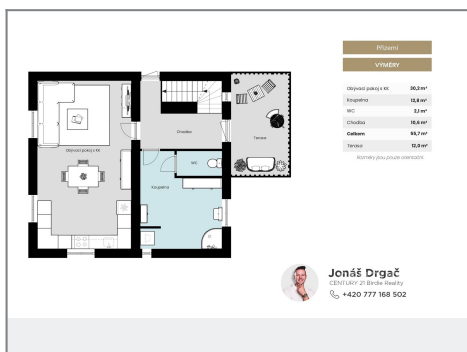 Přízemí
VÝMĚRY
Obývací pokoj s KK 30,2 m²
Koupelna 12,8 m²
WC 2,1 m²
Chodba 10,6 m²
Celkem 55,7 m²
Terasa 12,0 m²
Rozměry jsou pouze orientační.
Chodba
Terasa
Obývací pokoj s KK
WC
Koupelna
Jonáš Drgač
CENTURY 21 Birdie Reality
+420 777 168 502